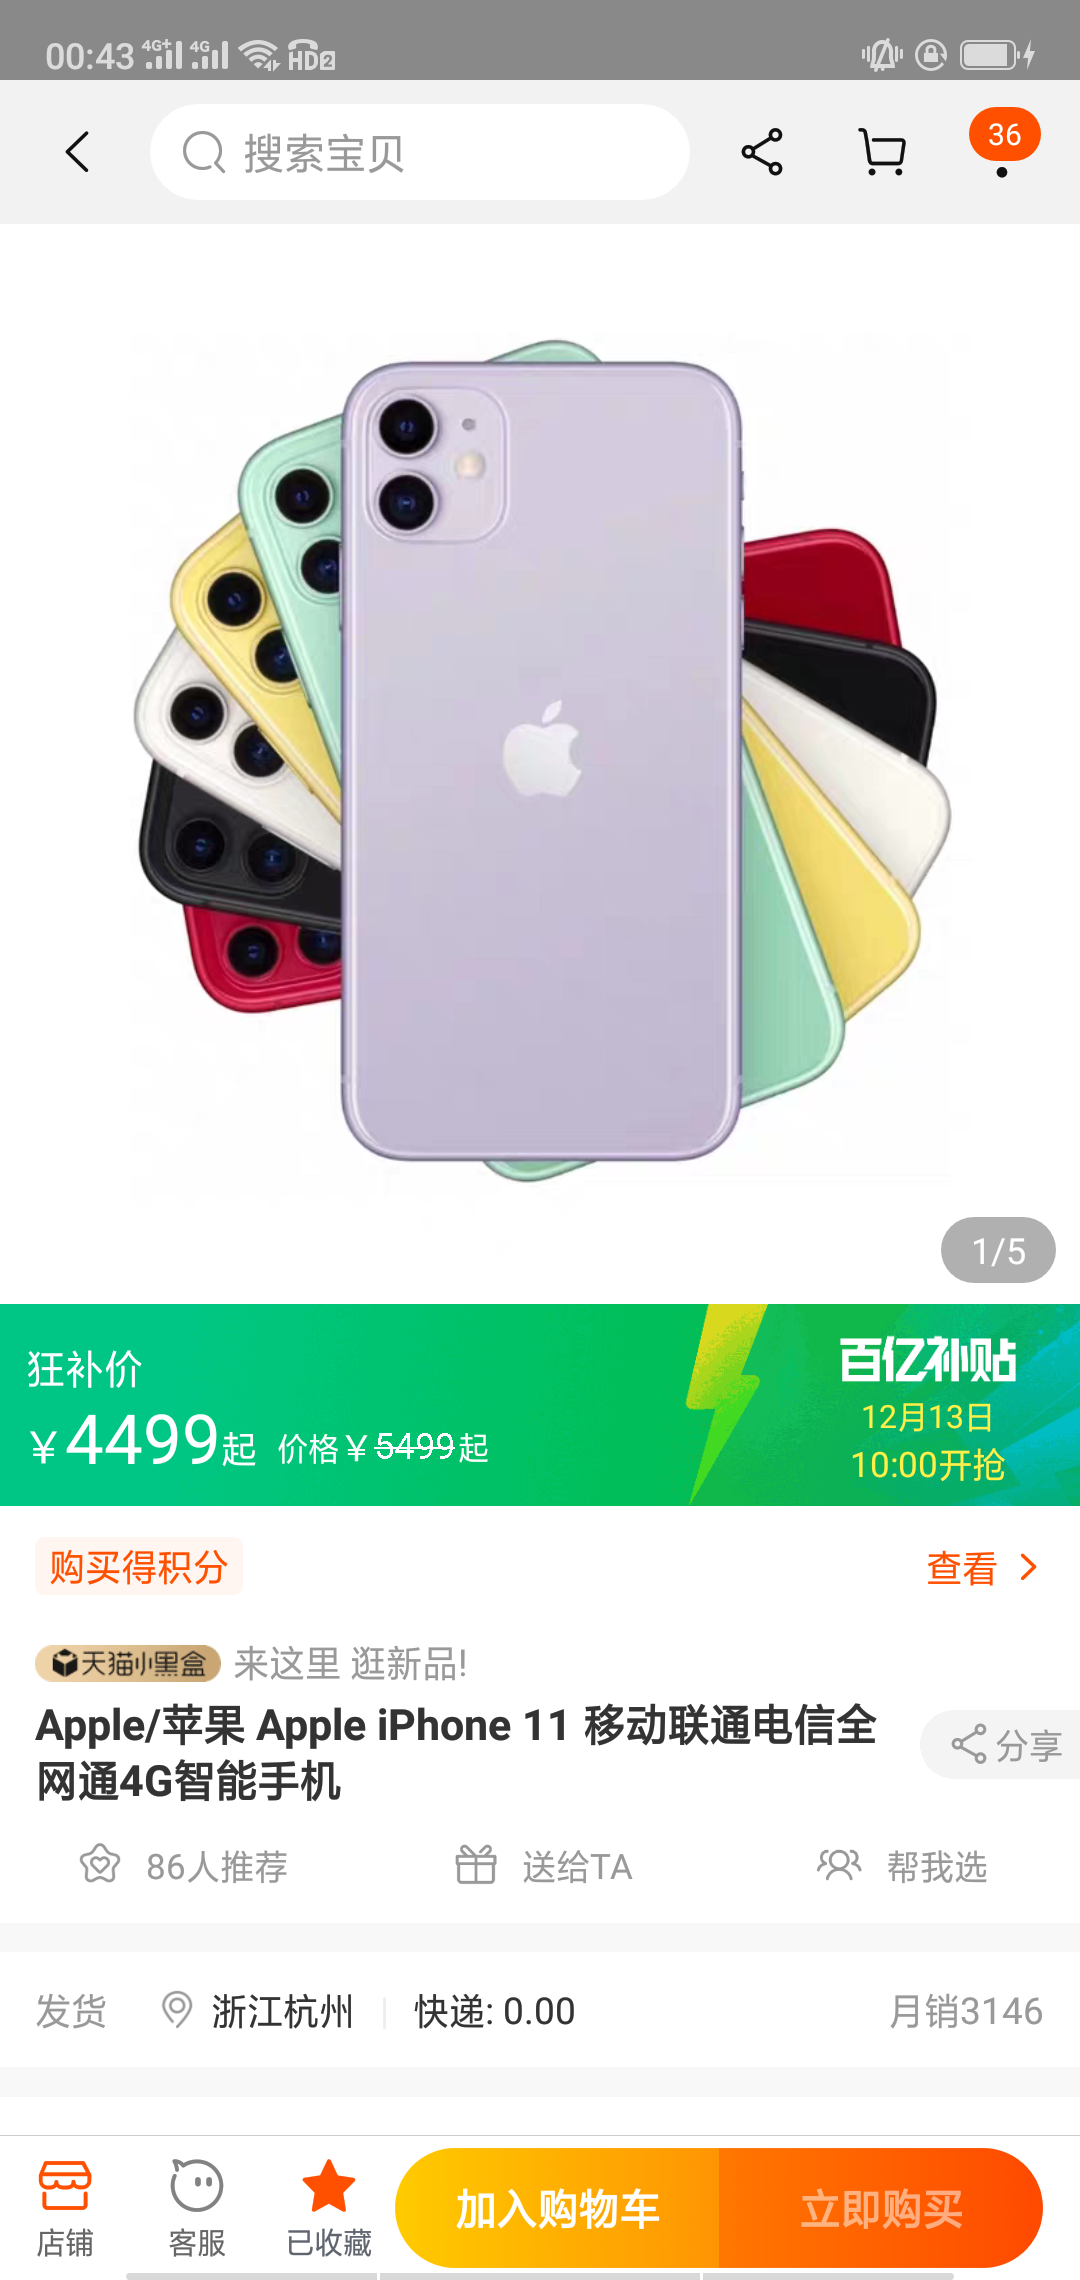 00:43 4G+ 4G HD2
搜索宝贝
36
1/5
狂补价
¥4499起 价格¥5499起
百亿补贴
12月13日
10:00开抢
购买得积分
查看
天猫小黑盒 来这里 逛新品!
Apple/苹果 Apple iPhone 11 移动联通电信全
网通4G智能手机
分享
86人推荐
送给TA
帮我选
发货 浙江杭州 快递: 0.00 月销3146
店铺
客服
已收藏
加入购物车
立即购买